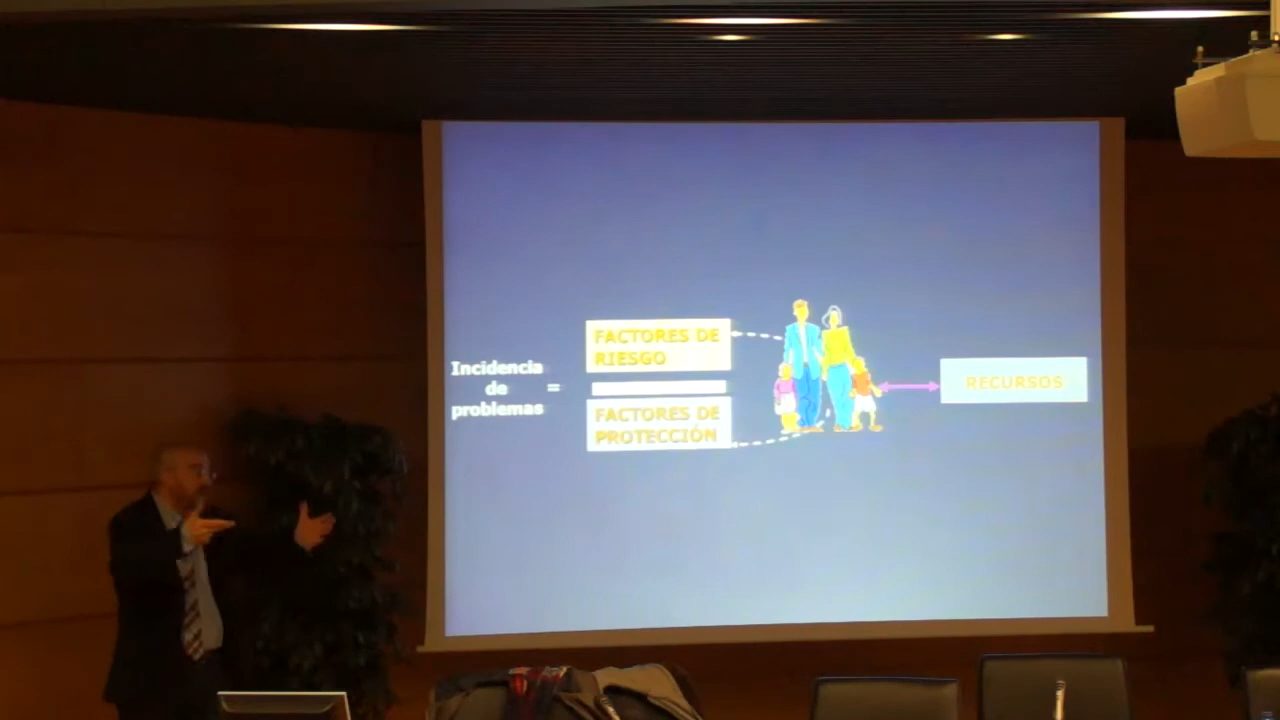 Incidencia
de
problemas
=
FACTORES DE
RIESGO
FACTORES DE
PROTECCIÓN
RECURSOS